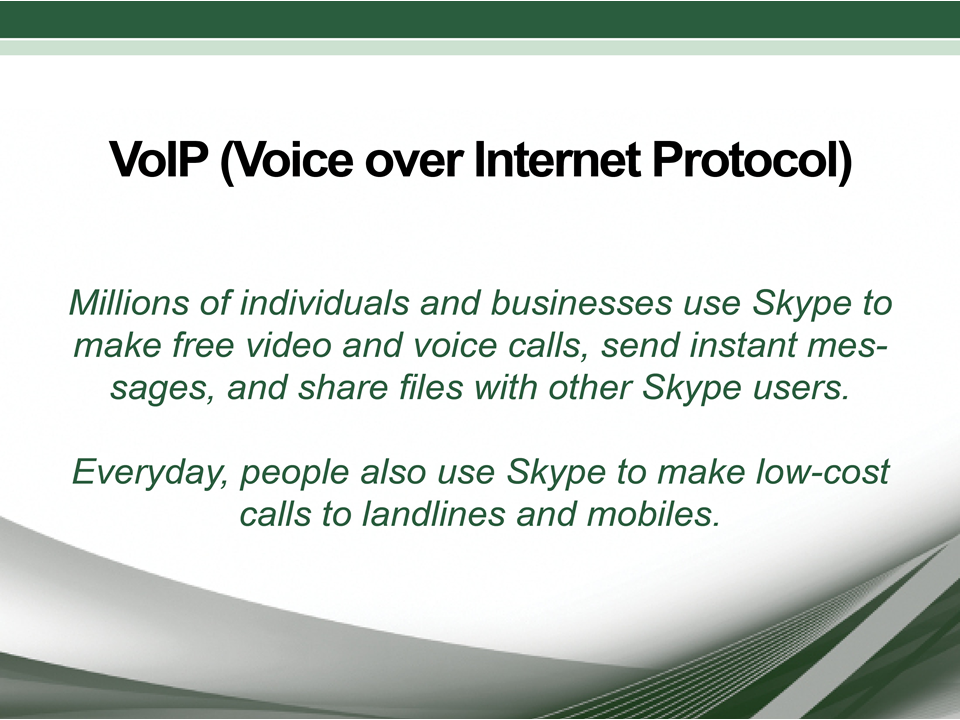 VoIP (Voice over Internet Protocol)
Millions of individuals and businesses use Skype to
make free video and voice calls, send instant mes-
sages, and share files with other Skype users.
Everyday, people also use Skype to make low-cost
calls to landlines and mobiles.